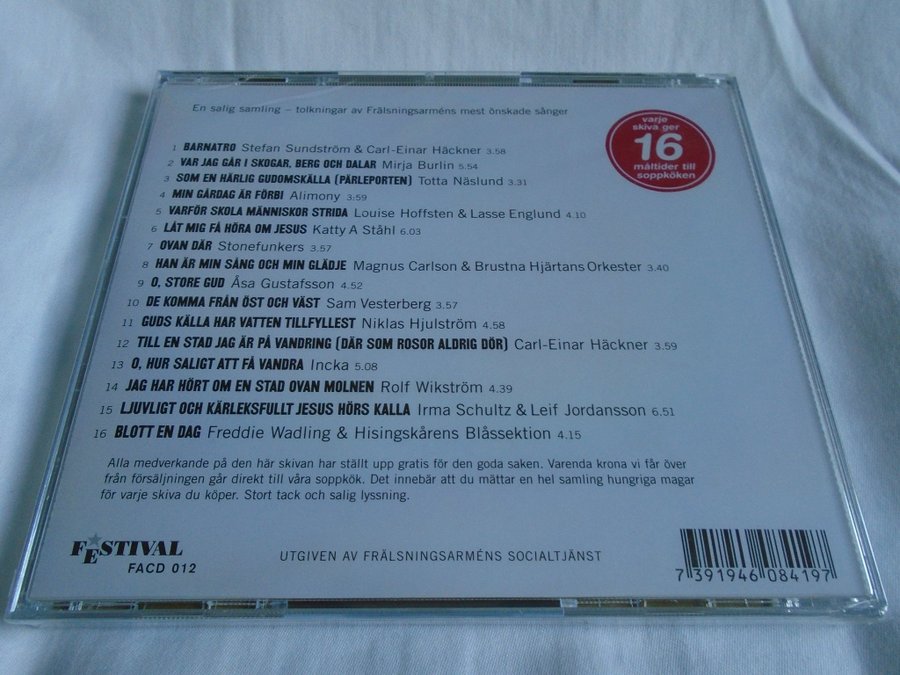 En salig samling – tolkningar av Frälsningsarméns mest önskade sånger
varje
skiva ger
16
måltider till
soppköken
1 BARNATRO Stefan Sundström & Carl-Einar Häckner 3.58
2 VAR JAG GÅR I SKOGAR, BERG OCH DALAR Mirja Burlin 5.54
3 SOM EN HÄRLIG GUDOMSKÄLLA (PÄRLEPORTEN) Totta Näslund 3.31
4 MIN GÅRDAG ÄR FÖRBI Alimony 3:59
5 VARFÖR SKOLA MÄNNISKOR STRIDA Louise Hoffsten & Lasse Englund 4.10
6 LÅT MIG FÅ HÖRA OM JESUS Katty A Ståhl 6.03
7 OVAN DÄR Stonefunkers 3.57
8 HAN ÄR MIN SÅNG OCH MIN GLÄDJE Magnus Carlson & Brustna Hjärtans Orkester 3.40
9 O, STORE GUD Åsa Gustafsson 4.52
10 DE KOMMA FRÅN ÖST OCH VÄST Sam Vesterberg 3.57
11 GUDS KÄLLA HAR VATTEN TILLFYLLEST Niklas Hjulström 4.58
12 TILL EN STAD JAG ÄR PÅ VANDRING (DÄR SOM ROSOR ALDRIG DÖR) Carl-Einar Häckner 3:59
13 O, HUR SALIGT ATT FÅ VANDRA Incka 5.08
14 JAG HAR HÖRT OM EN STAD OVAN MOLNEN Rolf Wikström 4.39
15 LJUVLIGT OCH KÄRLEKSFULLT JESUS HÖRS KALLA Irma Schultz & Leif Jordansson 6.51
16 BLOTT EN DAG Freddie Wadling & Hisingskårens Blåssektion 4.15
Alla medverkande på den här skivan har ställt upp gratis för den goda saken. Varenda krona vi får över
från försäljningen går direkt till våra soppkök. Det innebär att du mättar en hel samling hungriga magar
för varje skiva du köper. Stort tack och salig lyssning.
FESTIVAL
FACD 012
UTGIVEN AV FRÄLSNINGSARMÉNS SOCIALTJÄNST
7 391946 084197